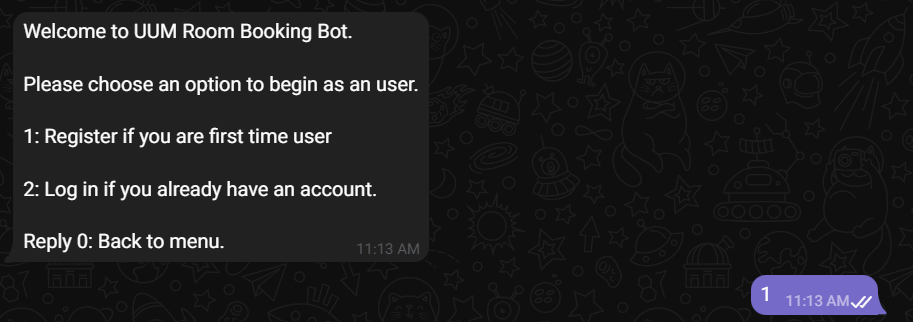 Welcome to UUM Room Booking Bot.
Please choose an option to begin as an user.
1: Register if you are first time user
2: Log in if you already have an account.
Reply 0: Back to menu.
11:13 AM
1 11:13 AM